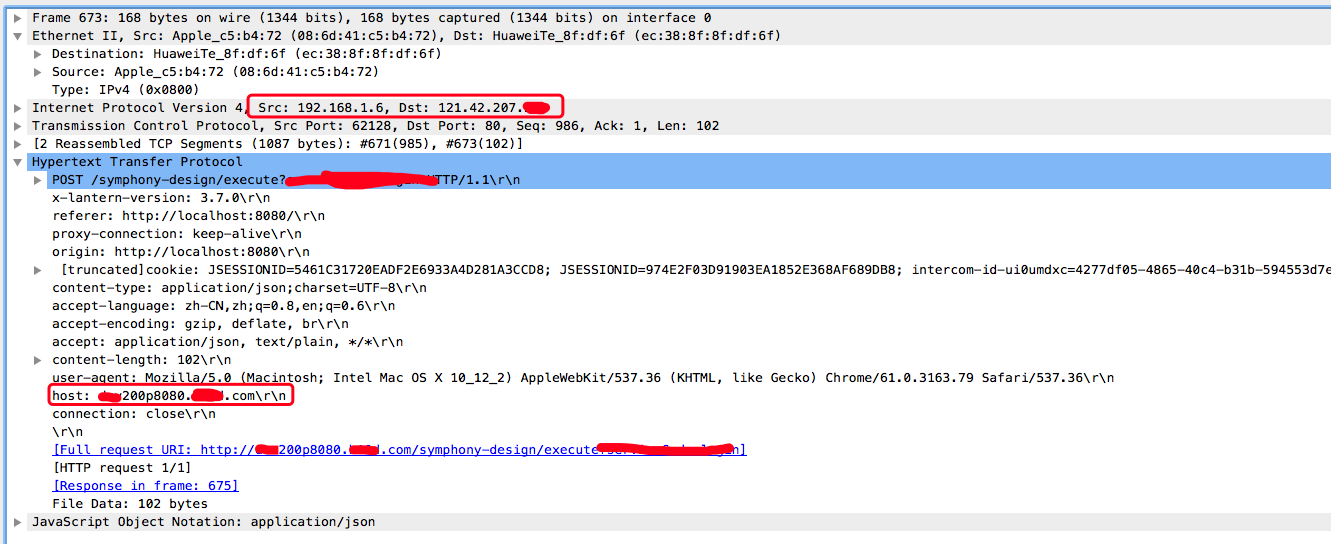 Frame 673: 168 bytes on wire (1344 bits), 168 bytes captured (1344 bits) on interface 0
Ethernet II, Src: Apple_c5:b4:72 (08:6d:41:c5:b4:72), Dst: HuaweiTe_8f:df:6f (ec:38:8f:8f:df:6f)
Destination: HuaweiTe_8f:df:6f (ec:38:8f:8f:df:6f)
Source: Apple_c5:b4:72 (08:6d:41:c5:b4:72)
Type: IPv4 (0x0800)
Internet Protocol Version 4, Src: 192.168.1.6, Dst: 121.42.207.
Transmission Control Protocol, Src Port: 62128, Dst Port: 80, Seq: 986, Ack: 1, Len: 102
[2 Reassembled TCP Segments (1087 bytes): #671(985), #673(102)]
Hypertext Transfer Protocol
POST /symphony-design/execute? HTTP/1.1\r\n
x-lantern-version: 3.7.0\r\n
referer: http://localhost:8080/\r\n
proxy-connection: keep-alive\r\n
origin: http://localhost:8080\r\n
[truncated]cookie: JSESSIONID=5461C31720EADF2E6933A4D281A3CCD8; JSESSIONID=974E2F03D91903EA1852E368AF689DB8; intercom-id-ui0umdxc=4277df05-4865-40c4-b31b-594553d7e
content-type: application/json;charset=UTF-8\r\n
accept-language: zh-CN,zh;q=0.8,en;q=0.6\r\n
accept-encoding: gzip, deflate, br\r\n
accept: application/json, text/plain, */*\r\n
content-length: 102\r\n
user-agent: Mozilla/5.0 (Macintosh; Intel Mac OS X 10_12_2) AppleWebKit/537.36 (KHTML, like Gecko) Chrome/61.0.3163.79 Safari/537.36\r\n
host: 200p8080. .com\r\n
connection: close\r\n
\r\n
[Full request URI: http:// 200p8080. .com/symphony-design/execute n]
[HTTP request 1/1]
[Response in frame: 675]
File Data: 102 bytes
JavaScript Object Notation: application/json